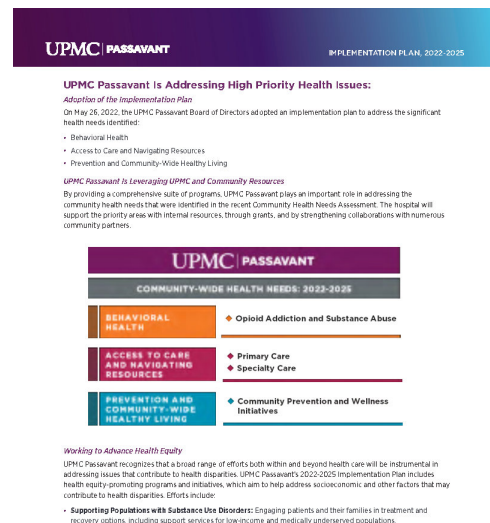 UPMC | PASSAVANT
IMPLEMENTATION PLAN, 2022-2025
UPMC Passavant Is Addressing High Priority Health Issues:
Adoption of the Implementation Plan
On May 26, 2022, the UPMC Passavant Board of Directors adopted an implementation plan to address the significant
health needs identified:
• Behavioral Health
• Access to Care and Navigating Resources
• Prevention and Community-Wide Healthy Living
UPMC Passavant Is Leveraging UPMC and Community Resources
By providing a comprehensive suite of programs, UPMC Passavant plays an important role in addressing the
community health needs that were identified in the recent Community Health Needs Assessment. The hospital will
support the priority areas with internal resources, through grants, and by strengthening collaborations with numerous
community partners.
UPMC | PASSAVANT
COMMUNITY-WIDE HEALTH NEEDS: 2022-2025
BEHAVIORAL
HEALTH
◆ Opioid Addiction and Substance Abuse
ACCESS TO CARE
AND NAVIGATING
RESOURCES
◆ Primary Care
◆ Specialty Care
PREVENTION AND
COMMUNITY-WIDE
HEALTHY LIVING
◆ Community Prevention and Wellness
Initiatives
Working to Advance Health Equity
UPMC Passavant recognizes that a broad range of efforts both within and beyond health care will be instrumental in
addressing issues that contribute to health disparities. UPMC Passavant's 2022-2025 Implementation Plan includes
health equity-promoting programs and initiatives, which aim to help address socioeconomic and other factors that may
contribute to health disparities. Efforts include:
• Supporting Populations with Substance Use Disorders: Engaging patients and their families in treatment and
recovery options, including support services for low-income and medically underserved populations.